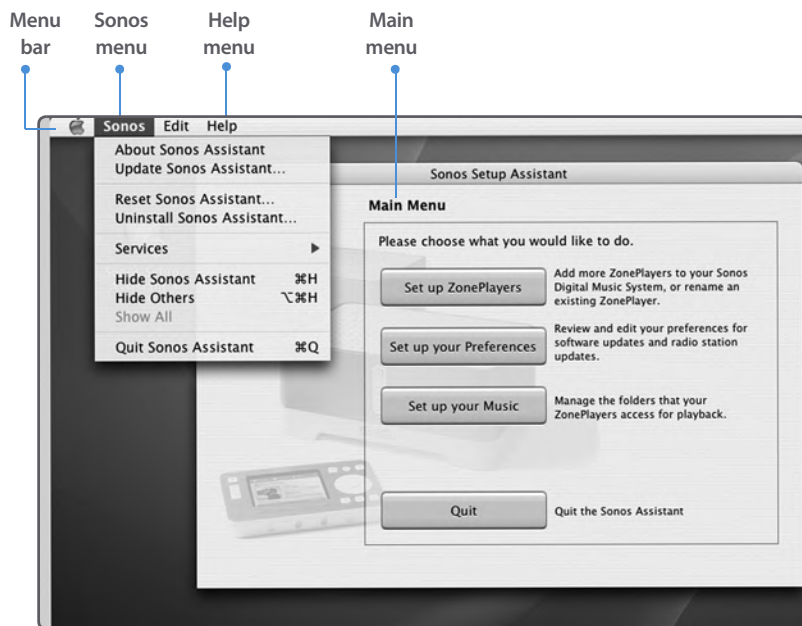 Menu bar
Sonos menu
Help menu
Main menu
Sonos Edit Help
About Sonos Assistant
Update Sonos Assistant...
Reset Sonos Assistant...
Uninstall Sonos Assistant...
Services
Hide Sonos Assistant ⌘H
Hide Others ⌥⌘H
Show All
Quit Sonos Assistant ⌘Q
Sonos Setup Assistant
Main Menu
Please choose what you would like to do.
Set up ZonePlayers
Add more ZonePlayers to your Sonos
Digital Music System, or rename an
existing ZonePlayer.
Set up your Preferences
Review and edit your preferences for
software updates and radio station
updates.
Set up your Music
Manage the folders that your
ZonePlayers access for playback.
Quit
Quit the Sonos Assistant